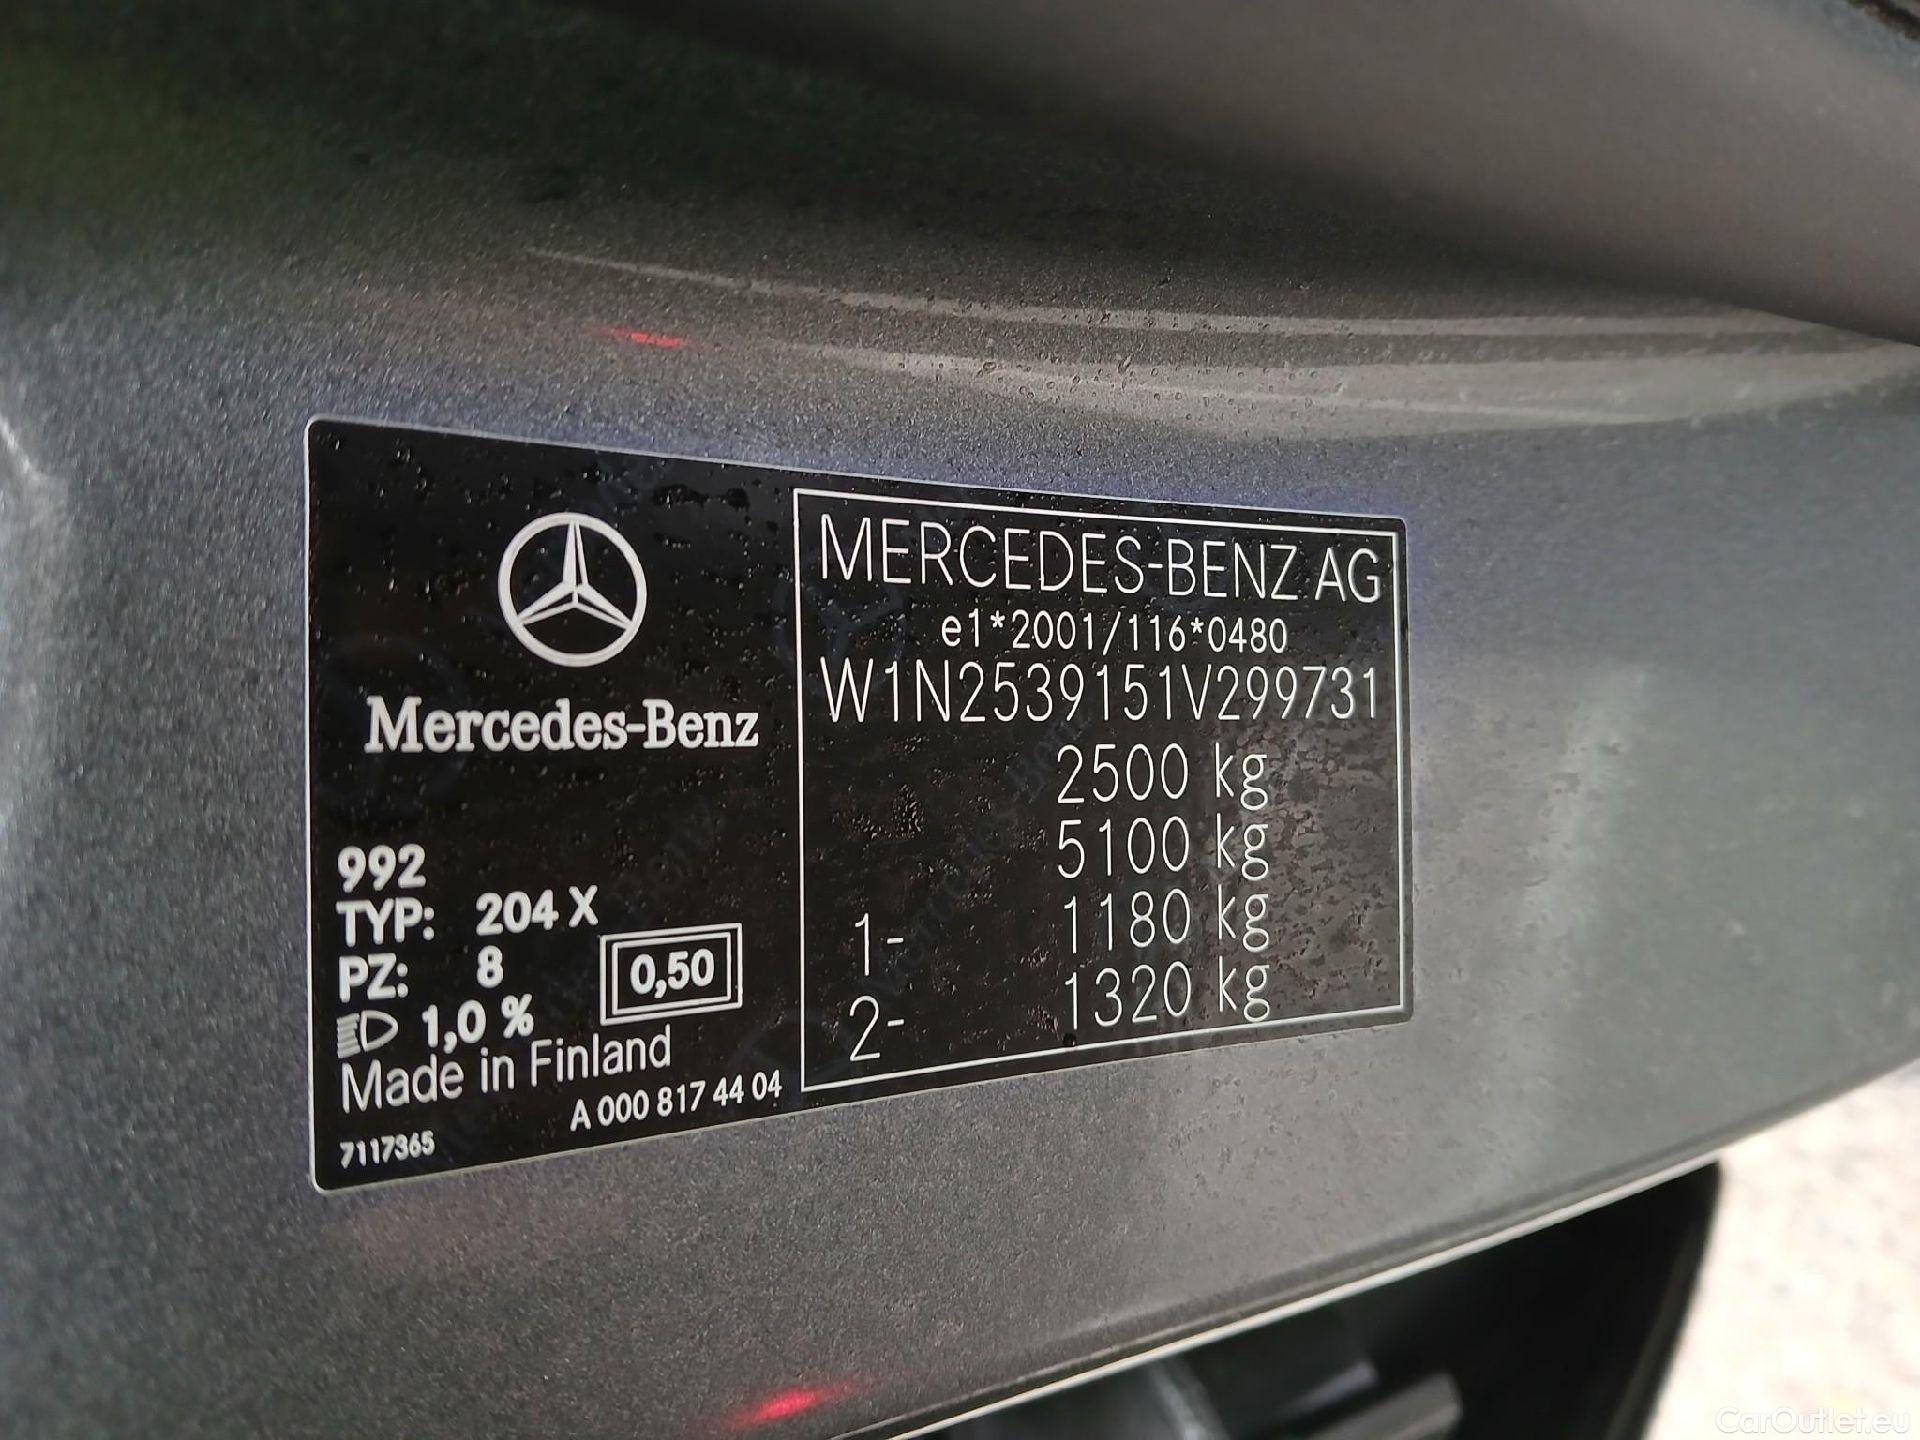 Mercedes-Benz
992
TYP: 204 X
PZ: 8
0,50
1,0 %
Made in Finland
A 000 817 44 04
7117365
MERCEDES-BENZ AG
e1*2001/116*0480
W1N2539151V299731
2500 kg
5100 kg
1- 1180 kg
2- 1320 kg
CarOutlet.eu